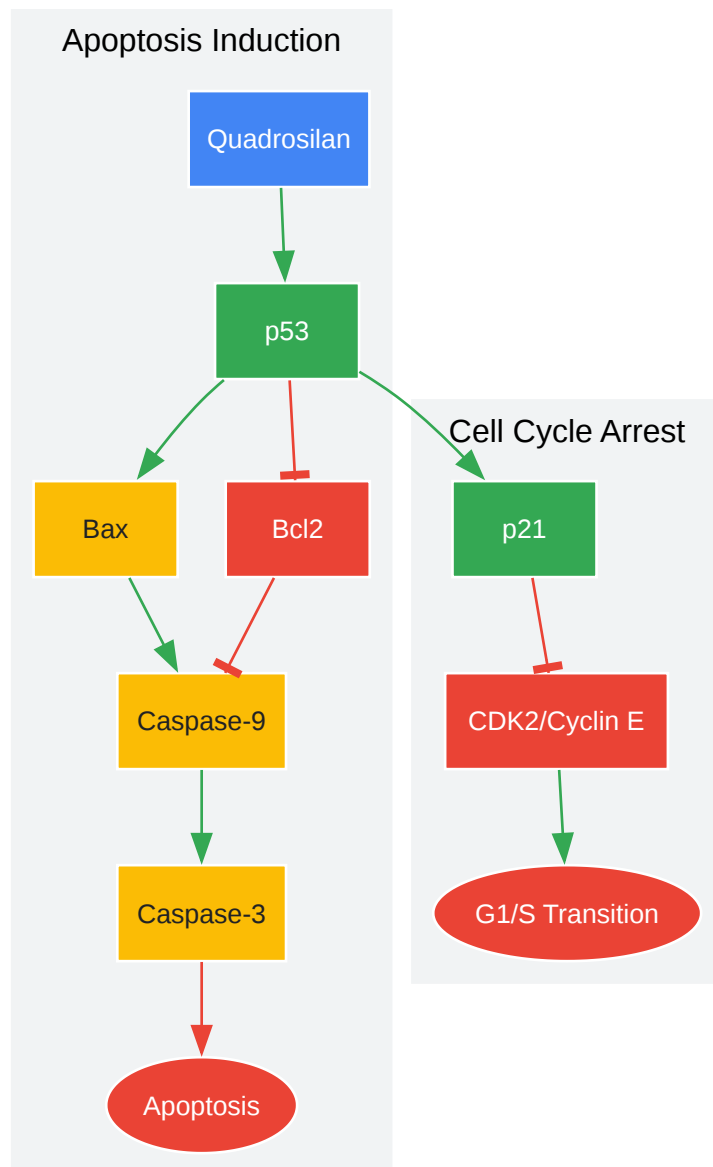 Apoptosis Induction
Quadrosilan
p53
Cell Cycle Arrest
Bax
Bcl2
p21
Caspase-9
CDK2/Cyclin E
Caspase-3
G1/S Transition
Apoptosis